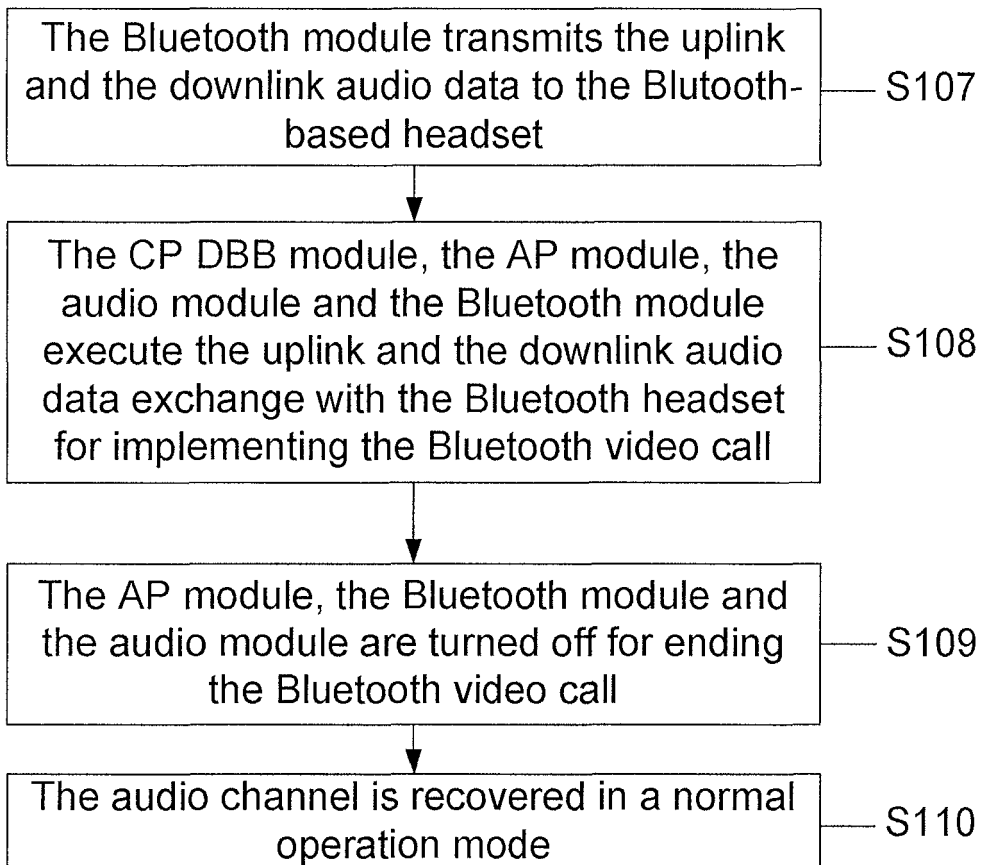 The Bluetooth module transmits the uplink
and the downlink audio data to the Blutooth-
based headset
S107
The CP DBB module, the AP module, the
audio module and the Bluetooth module
execute the uplink and the downlink audio
data exchange with the Bluetooth headset
for implementing the Bluetooth video call
S108
The AP module, the Bluetooth module and
the audio module are turned off for ending
the Bluetooth video call
S109
The audio channel is recovered in a normal
operation mode
S110